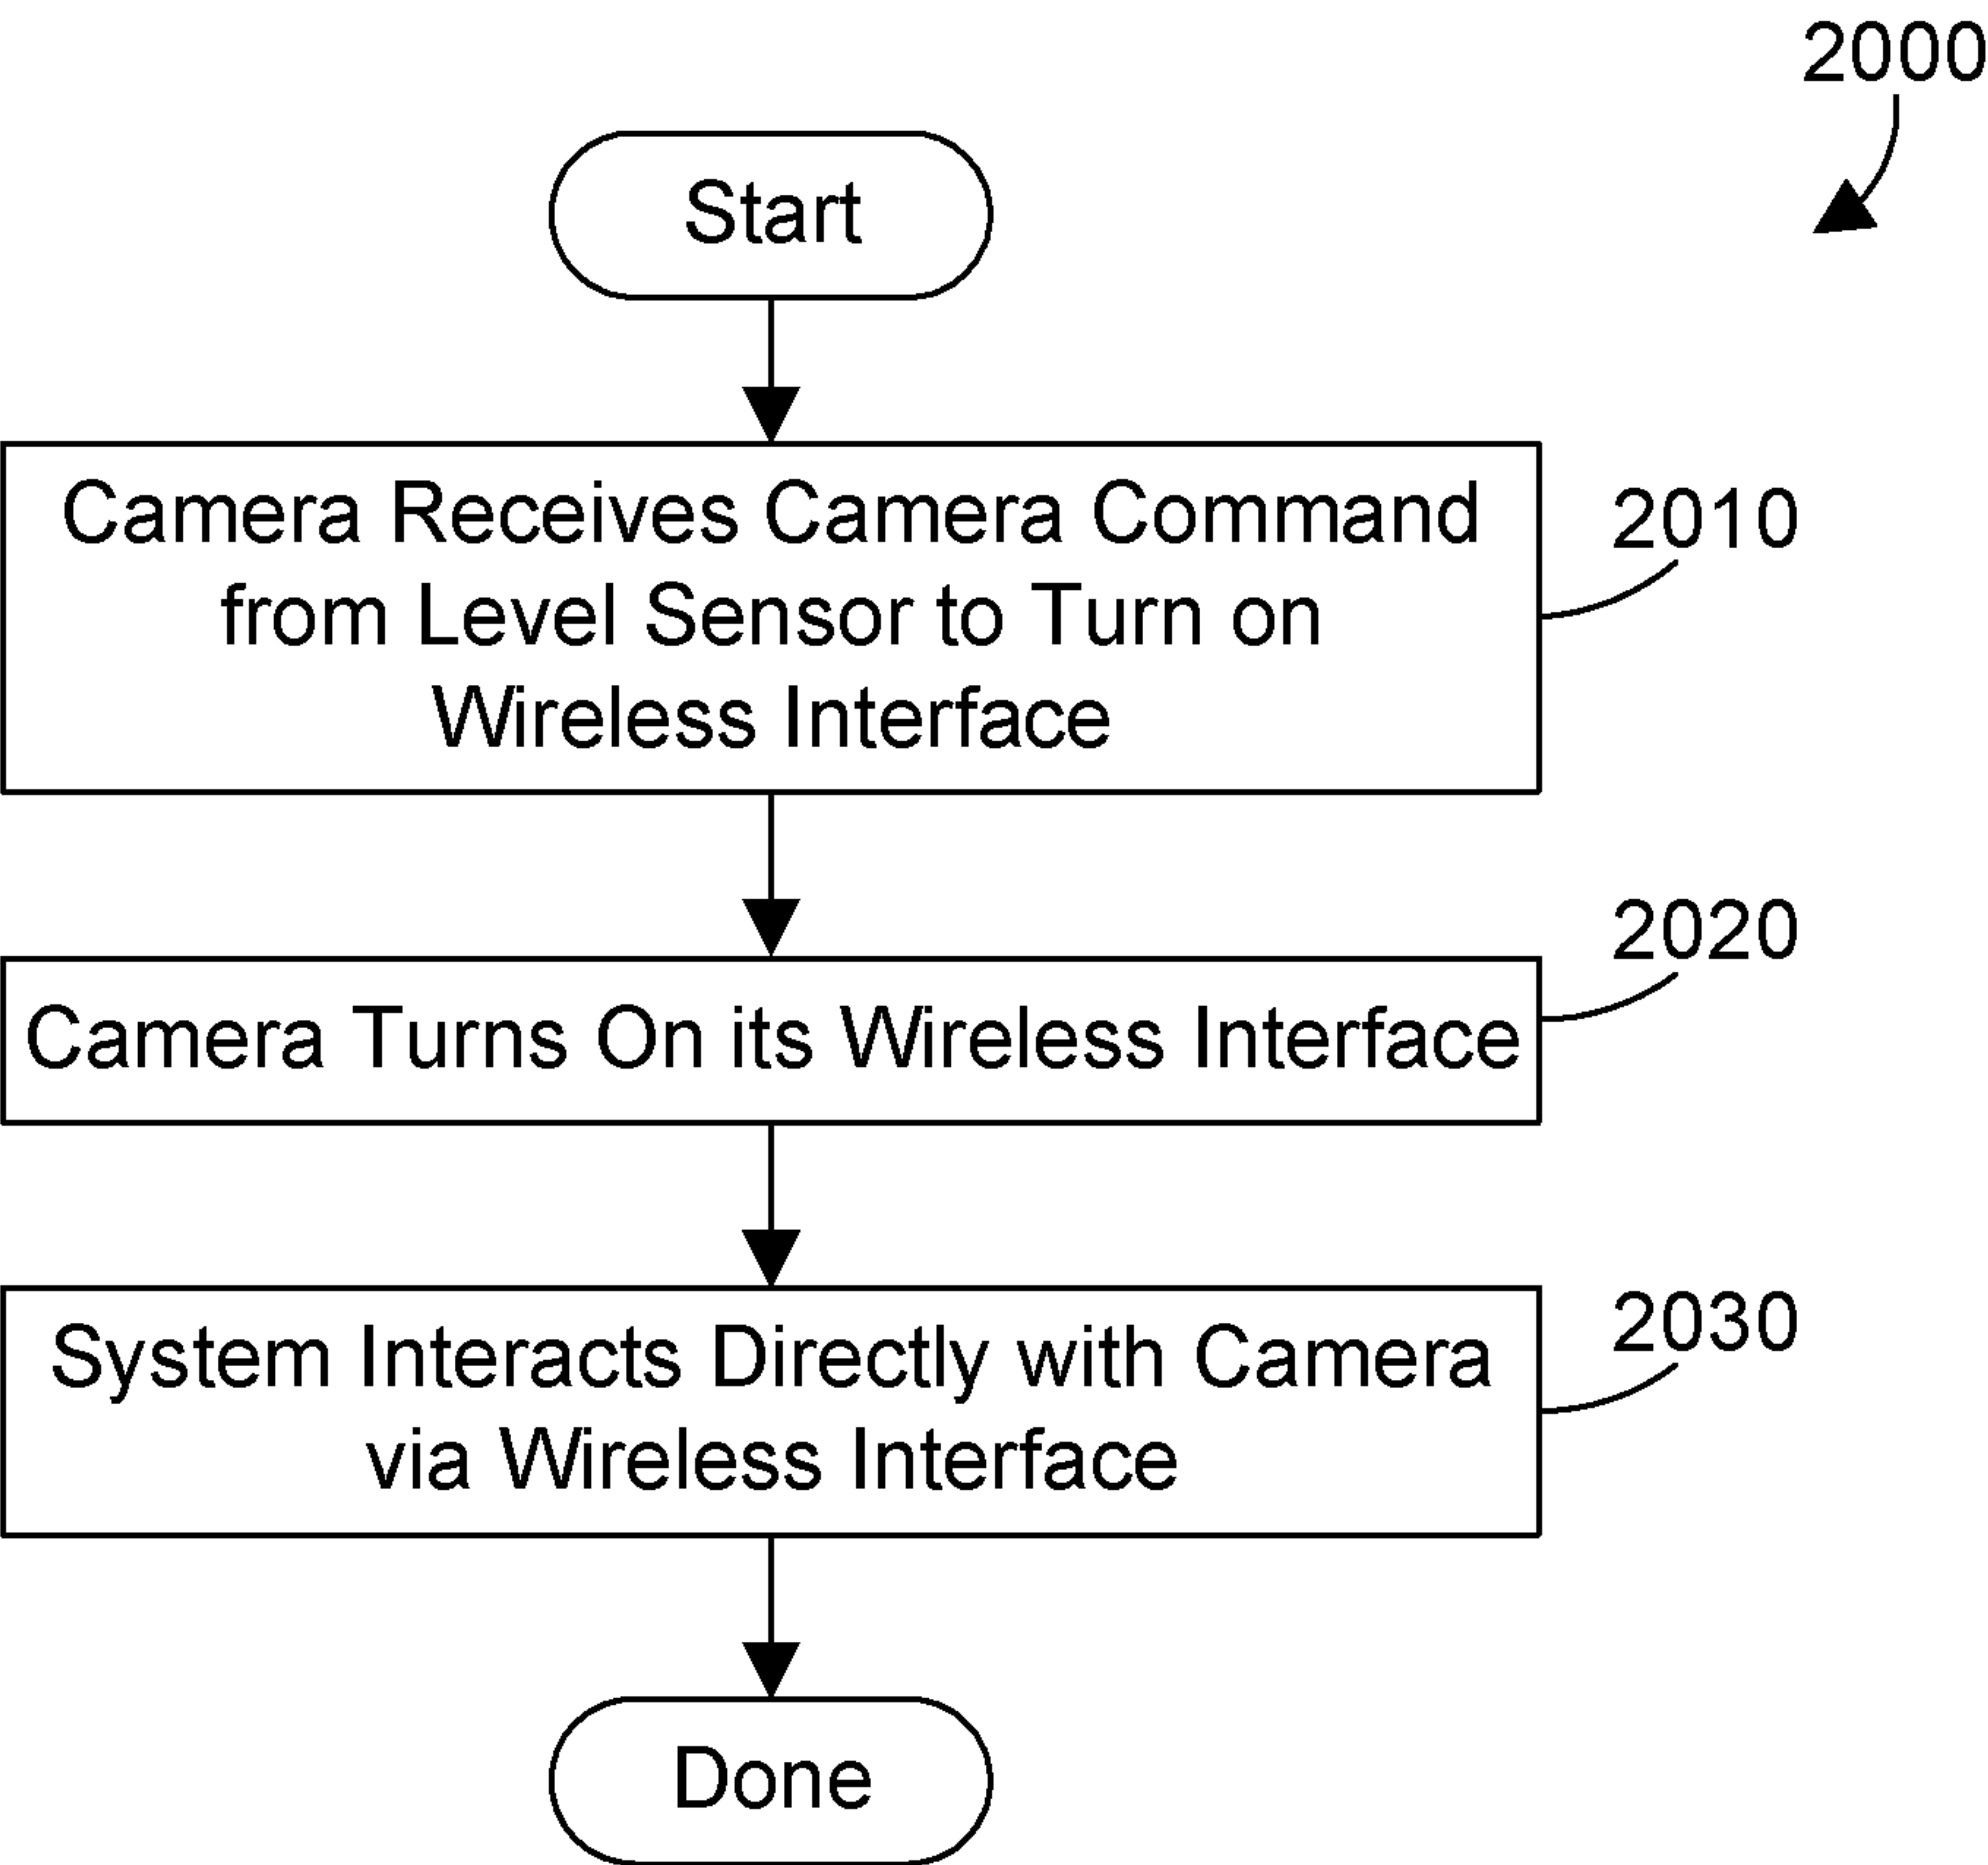 2000
Start
Camera Receives Camera Command
from Level Sensor to Turn on
Wireless Interface
2010
Camera Turns On its Wireless Interface
2020
System Interacts Directly with Camera
via Wireless Interface
2030
Done